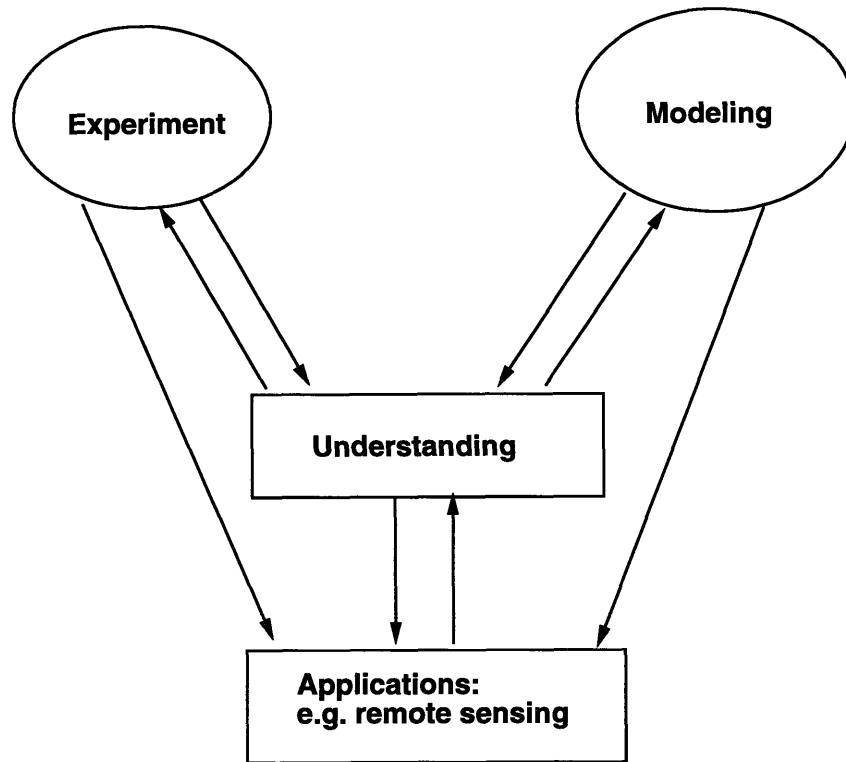 Experiment
Modeling
Understanding
Applications:
e.g. remote sensing